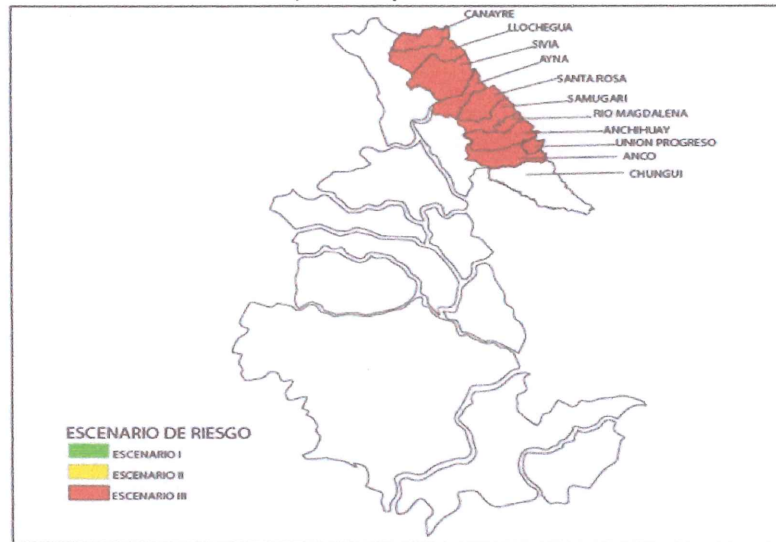 CANAYRE
LLOCHEGUA
SIVIA
AYNA
SANTA ROSA
SAMUGARI
RIO MAGDALENA
ANCHIHUAY
UNION PROGRESO
ANCO
CHUNGUI
ESCENARIO DE RIESGO
ESCENARIO I
ESCENARIO II
ESCENARIO III